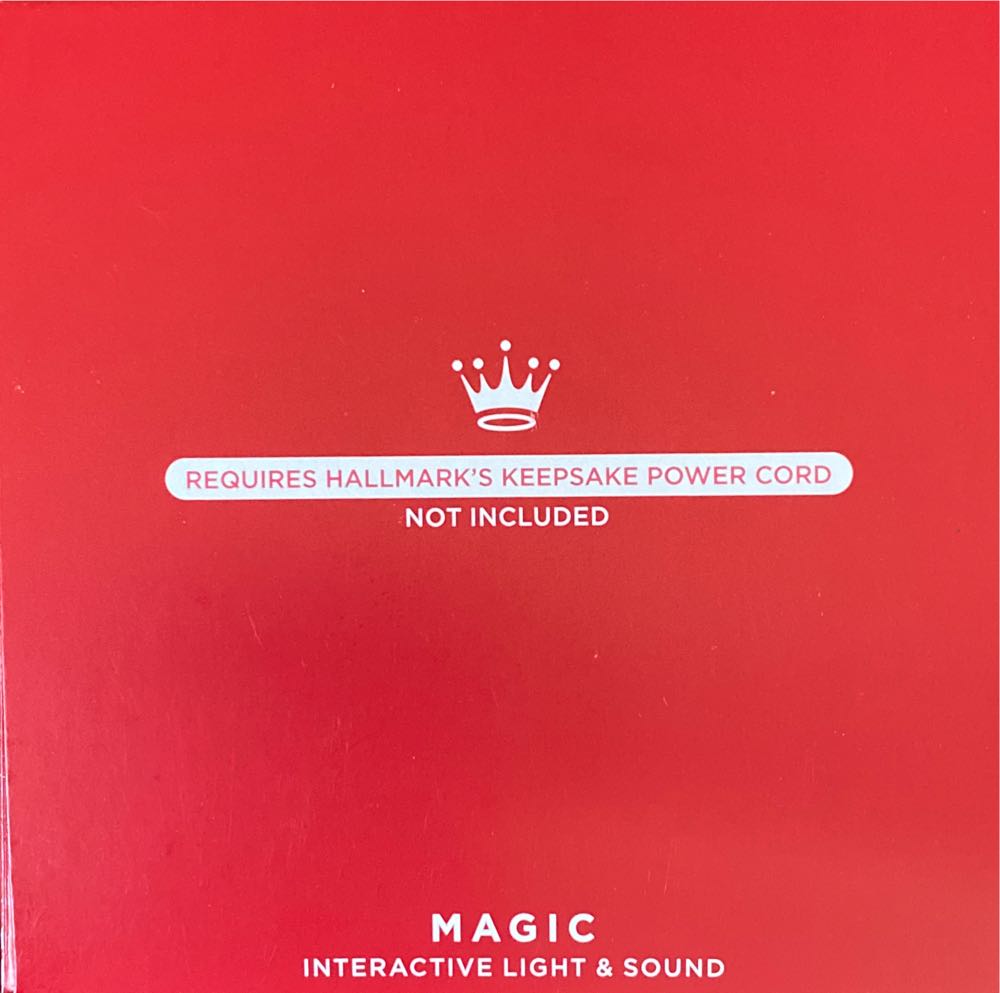 REQUIRES HALLMARK'S KEEPSAKE POWER CORD
NOT INCLUDED
MAGIC
INTERACTIVE LIGHT & SOUND